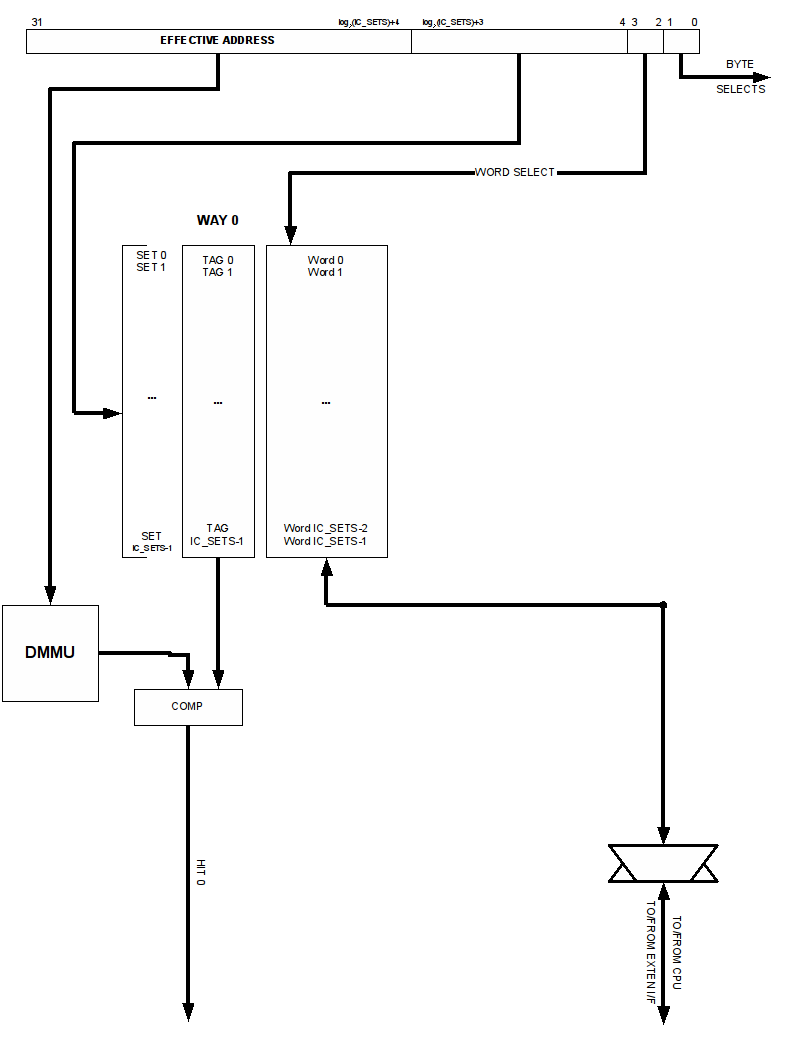 31 log₂(IC_SETS)+4 log₂(IC_SETS)+3 4 3 2 1 0
EFFECTIVE ADDRESS
BYTE
SELECTS
WORD SELECT
WAY 0
SET 0
SET 1
...
SET
IC_SETS-1
TAG 0
TAG 1
...
TAG
IC_SETS-1
Word 0
Word 1
...
Word IC_SETS-2
Word IC_SETS-1
DMMU
COMP
HIT 0
TO/FROM CPU
TO/FROM EXTEN I/F